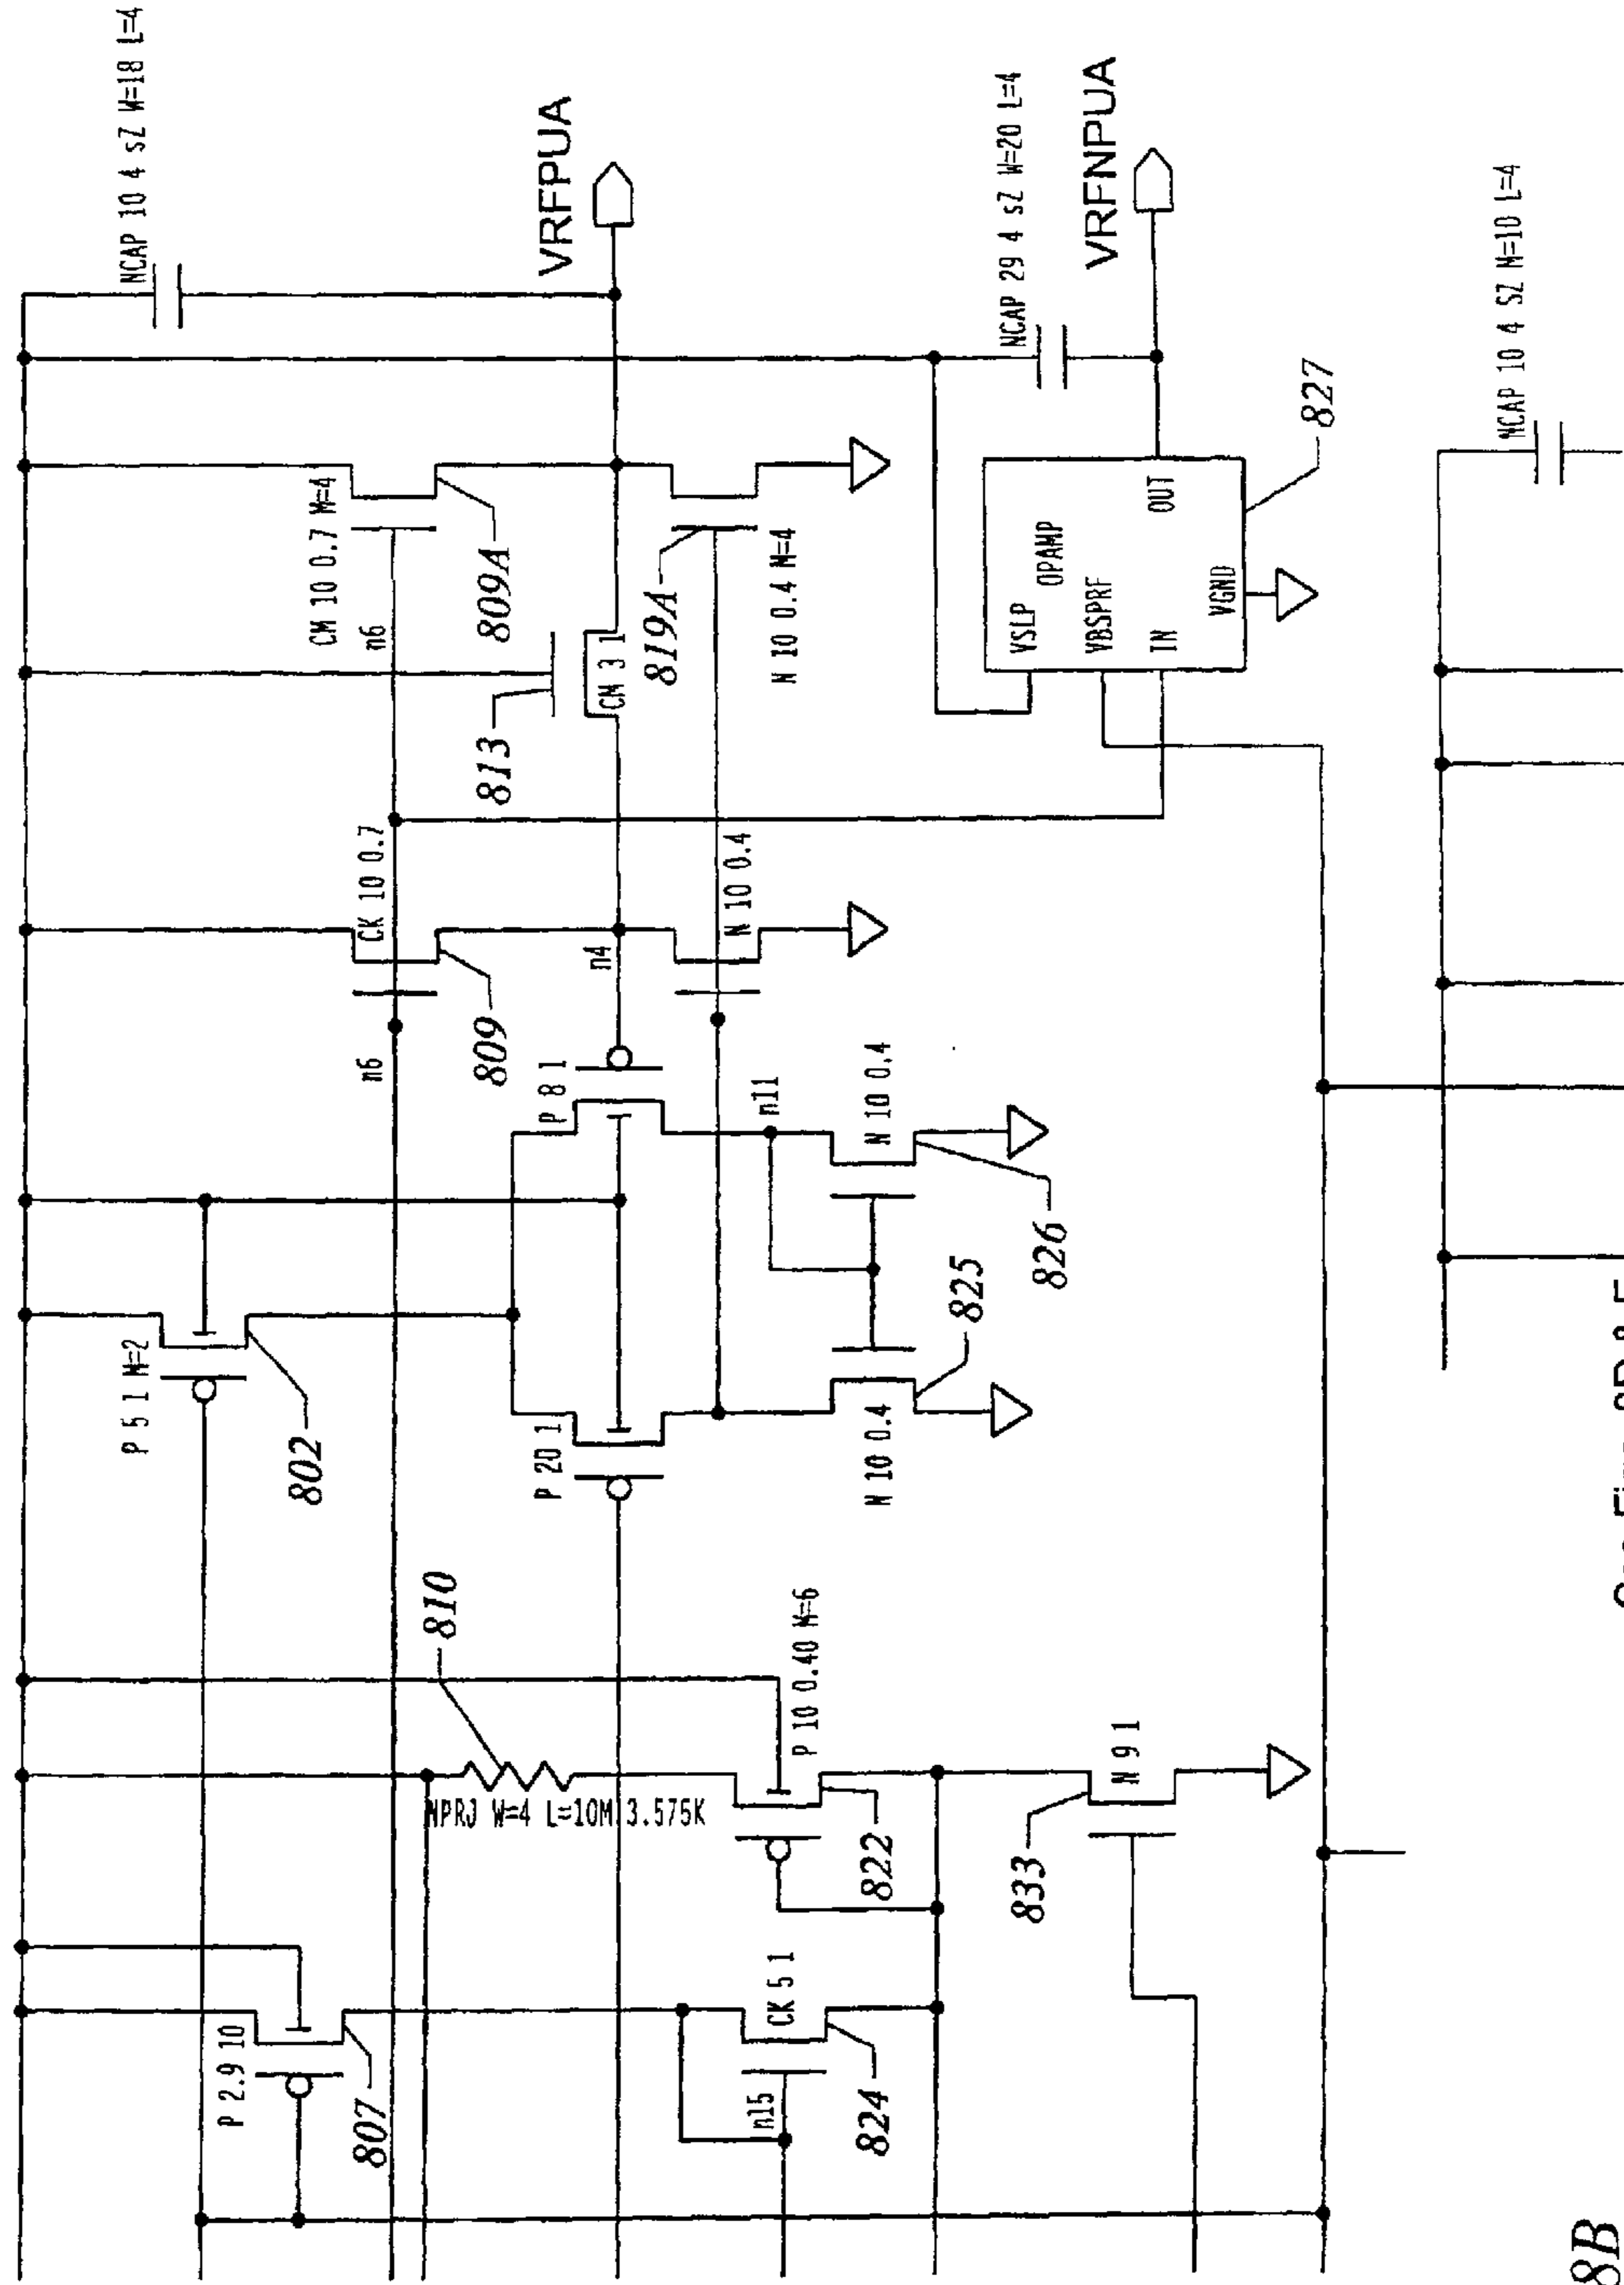 NCAP 10 4 sZ W=18 L=4
VRFPUA
CM 10 0.7 M=4
n6
809A
813
CM 3 1
819A
N 10 0.4 M=4
NCAP 29 4 sZ W=20 L=4
VRFNPUA
VSLP
OPAMP
VBSPRF
IN
OUT
VGND
827
NCAP 10 4 SZ M=10 L=4
CK 10 0.7
n6
809
n4
N 10 0.4
P 8 1
n11
N 10 0.4
826
P 5 1 M=2
802
P 20 1
N 10 0.4
825
810
NPRJ W=4 L=10M 3.575K
P 10 0.40 M=6
822
833
N 9 1
P 2.9 10
807
CK 5 1
n15
824
8B